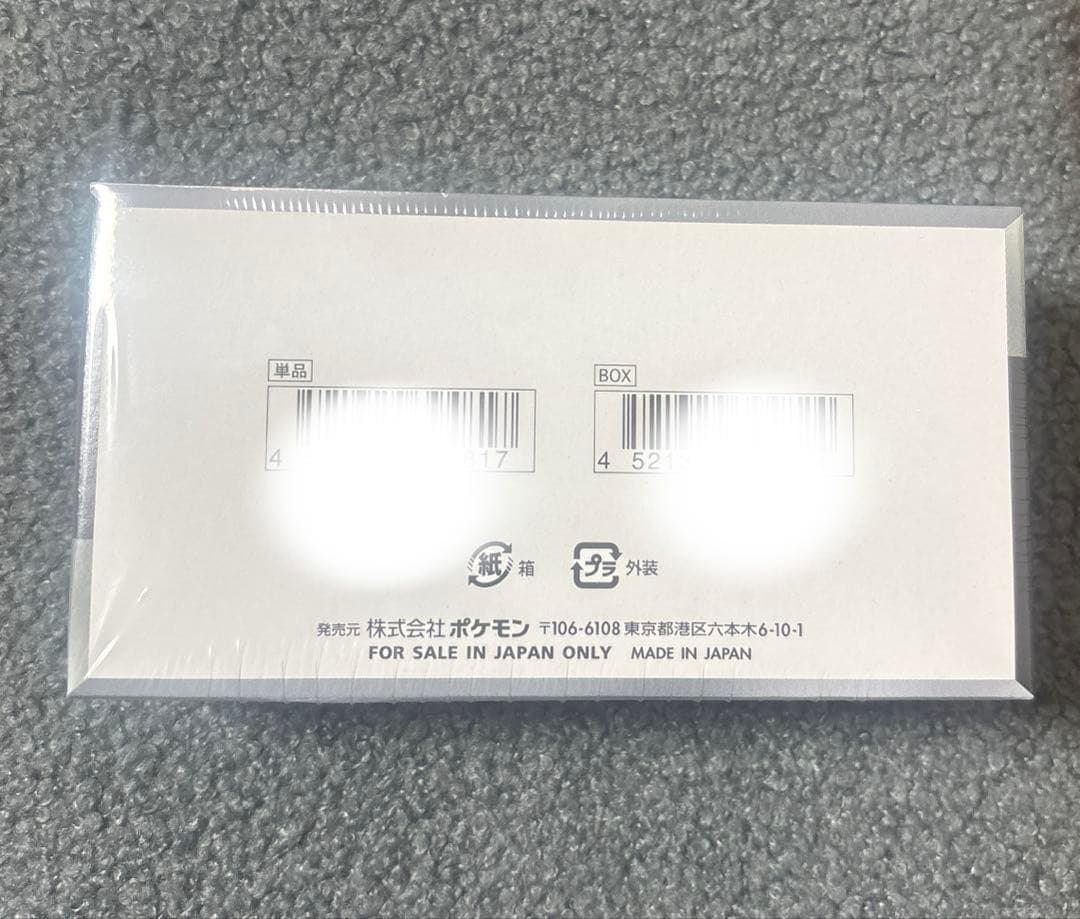 単品
BOX
4 817
4 521
紙 箱
プラ 外装
発売元 株式会社ポケモン 〒106-6108 東京都港区六本木6-10-1
FOR SALE IN JAPAN ONLY MADE IN JAPAN